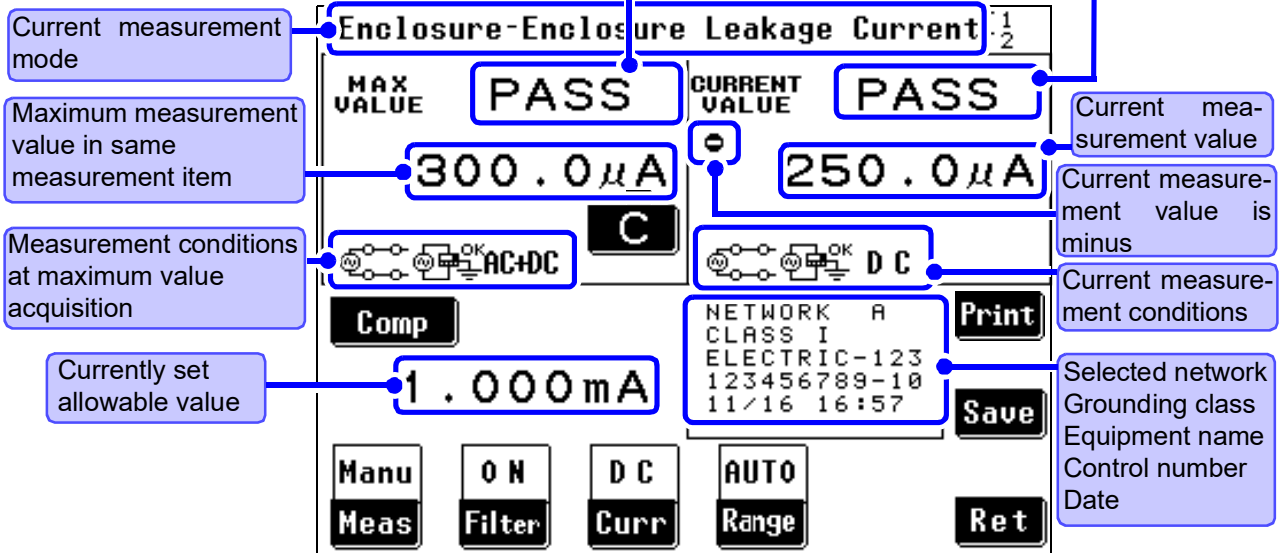 Current measurement
mode
Enclosure-Enclosure Leakage Current
1
2
MAX
VALUE
PASS
CURRENT
VALUE
PASS
Maximum measurement
value in same
measurement item
300.0μA
250.0μA
Current mea-
surement value
Current measure-
ment value is
minus
C
Measurement conditions
at maximum value
acquisition
OK
AC+DC
OK
DC
Current measure-
ment conditions
Comp
NETWORK A
CLASS I
ELECTRIC-123
123456789-10
11/16 16:57
Print
Currently set
allowable value
1.000mA
Save
Selected network
Grounding class
Equipment name
Control number
Date
Manu
Meas
ON
Filter
DC
Curr
AUTO
Range
Ret